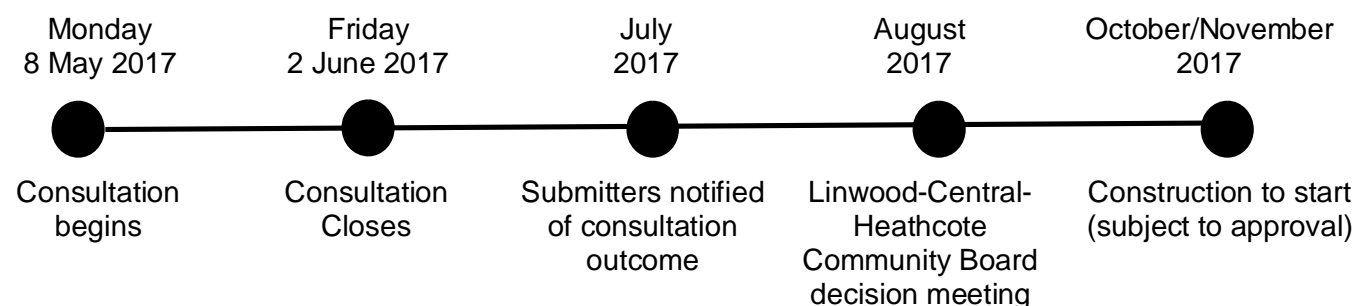 Monday
8 May 2017
Friday
2 June 2017
July
2017
August
2017
October/November
2017
Consultation
begins
Consultation
Closes
Submitters notified
of consultation
outcome
Linwood-Central-
Heathcote
Community Board
decision meeting
Construction to start
(subject to approval)